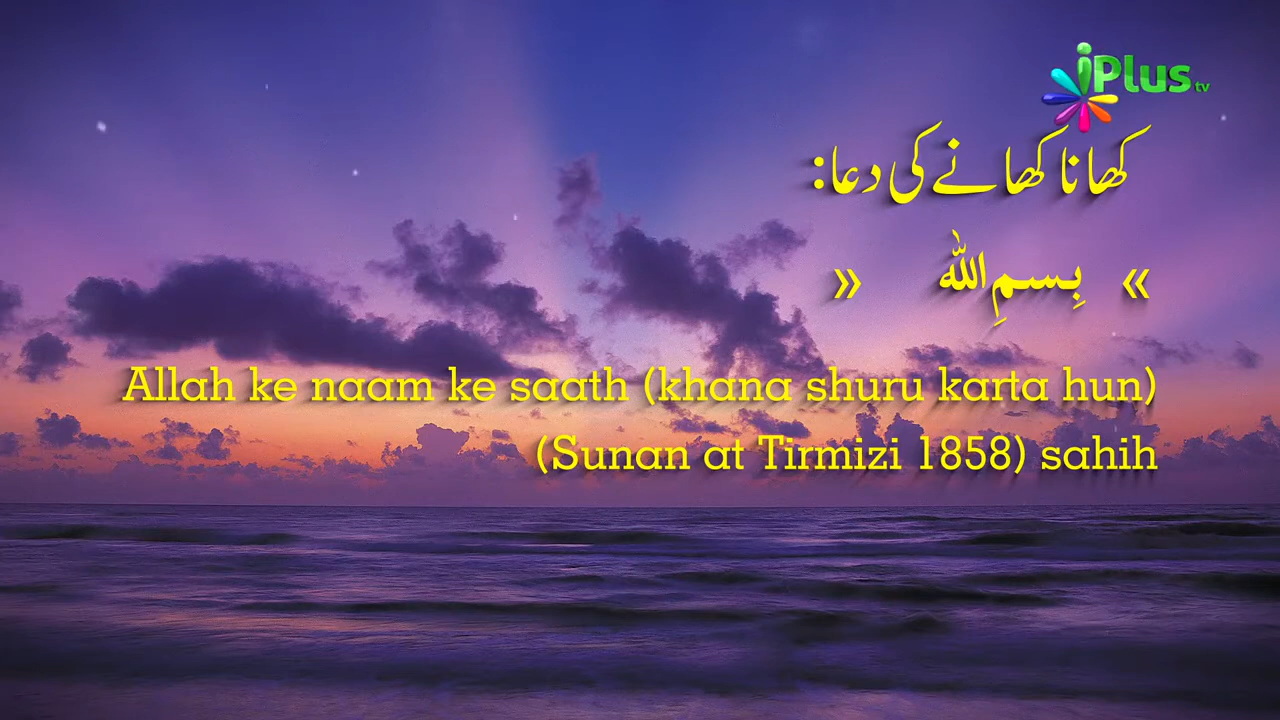 iPlus tv
کھانا کھانے کی دعا:
« بِسمِ اللہ »
Allah ke naam ke saath (khana shuru karta hun)
(Sunan at Tirmizi 1858) sahih